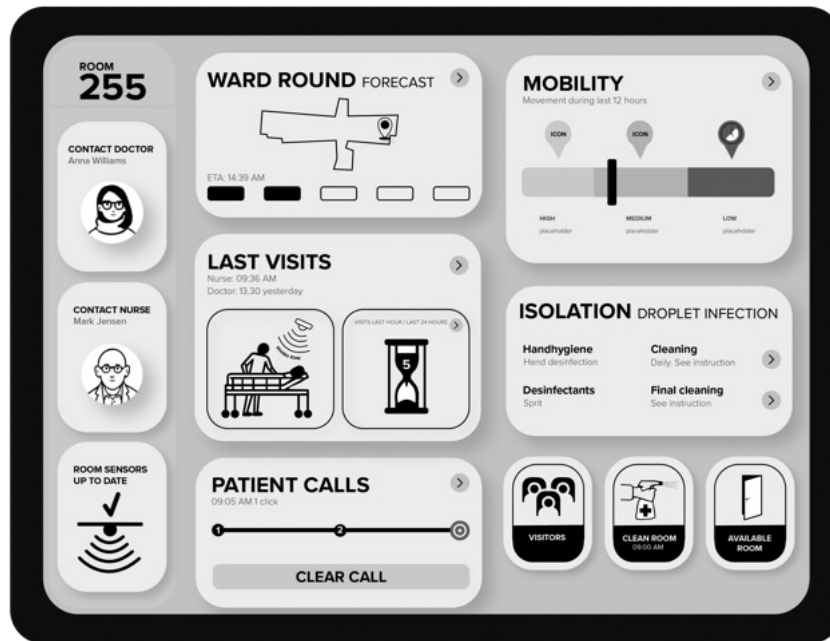 ROOM
255
CONTACT DOCTOR
Anna Williams
CONTACT NURSE
Mark Jensen
ROOM SENSORS
UP TO DATE
WARD ROUND FORECAST
ETA: 14:39 AM
LAST VISITS
Nurse: 09:36 AM
Doctor: 13.30 yesterday
VISITS LAST HOUR / LAST 24 HOURS
5
PATIENT CALLS
09:05 AM 1 click
1
2
CLEAR CALL
MOBILITY
Movement during last 12 hours
ICON
ICON
HIGH
placeholder
MEDIUM
placeholder
LOW
placeholder
ISOLATION DROPLET INFECTION
Handhygiene
Hand desinfection
Cleaning
Daily. See instruction
Desinfectants
Sprit
Final cleaning
See instruction
VISITORS
CLEAN ROOM
09:00 AM
AVAILABLE
ROOM